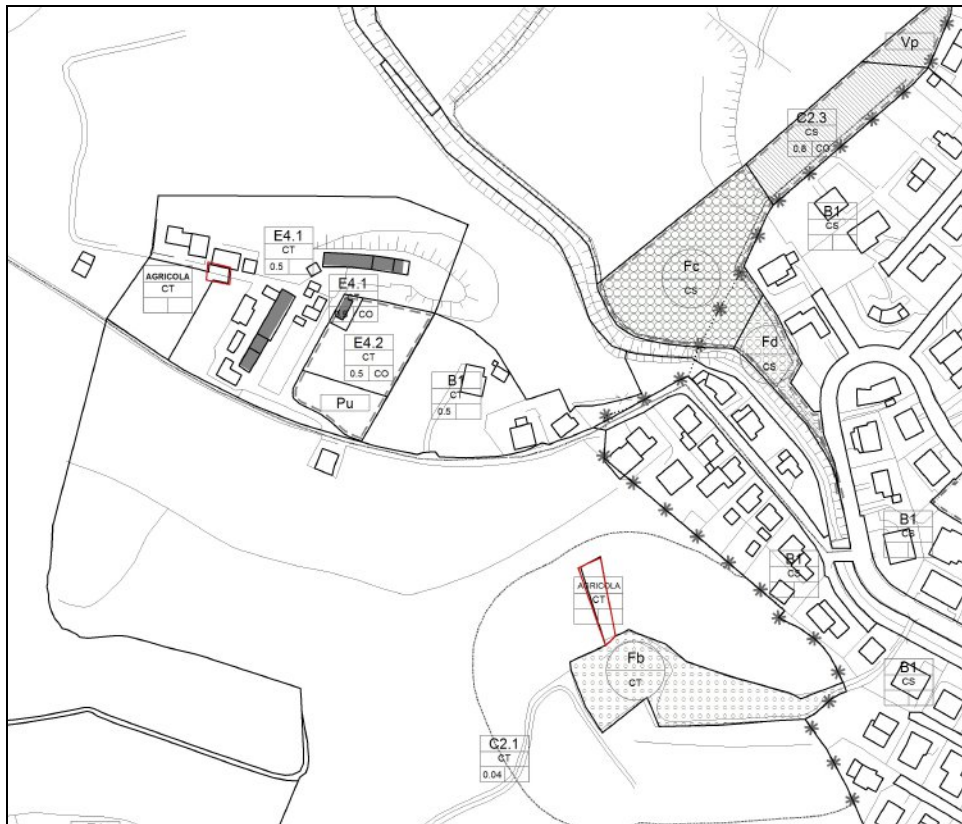 Vp
C2.3
CS
0.8 CO
B1
CS
E4.1
CT
0.5
Fc
CS
AGRICOLA
CT
E4.1
CT
CO
Fd
CS
E4.2
CT
0.5 CO
B1
CT
0.5
Pu
B1
CS
B1
CS
AGRICOLA
CT
Fb
CT
B1
CS
C2.1
CT
0.04